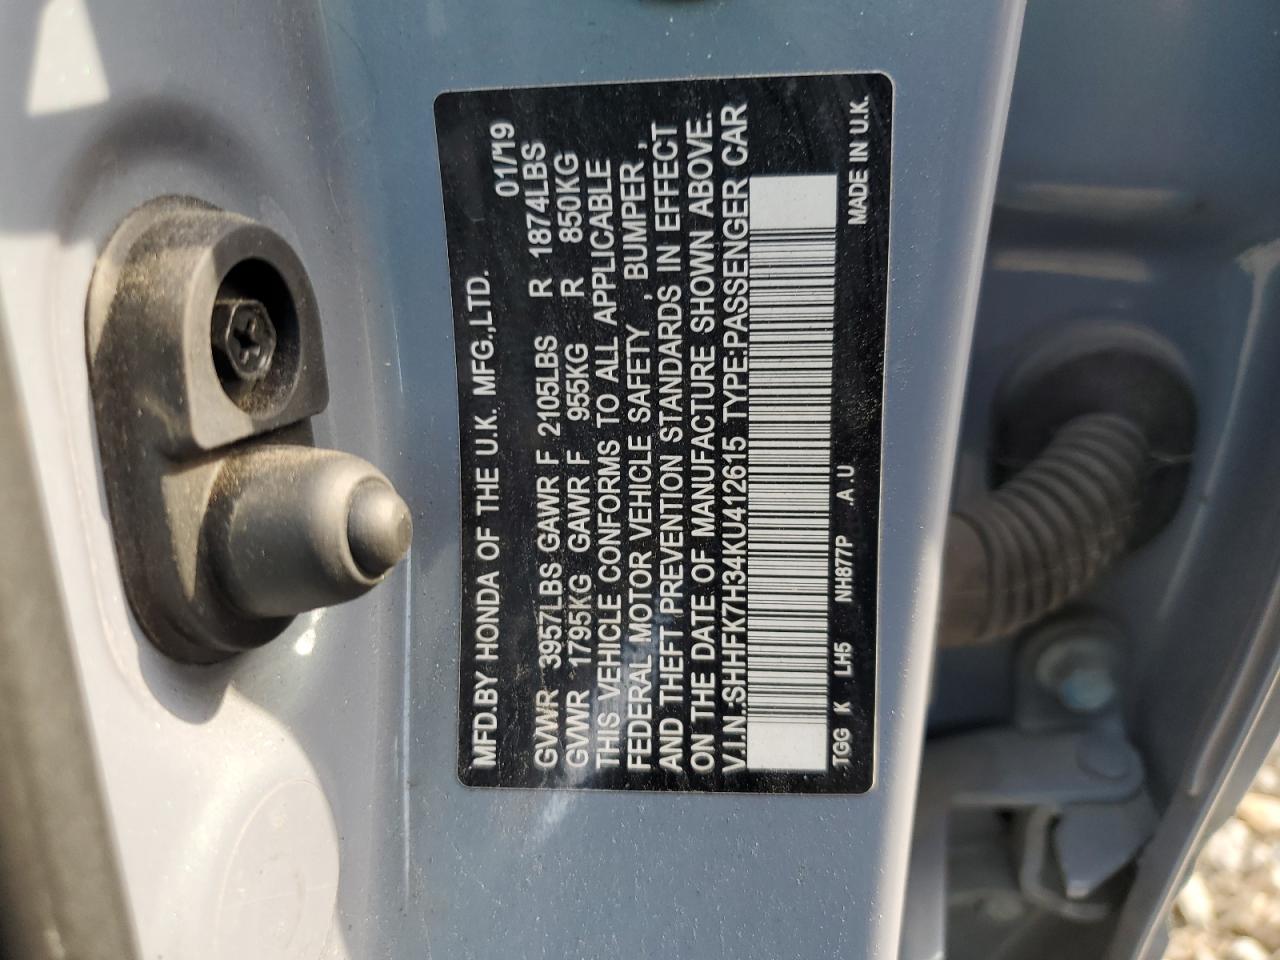 MFD.BY HONDA OF THE U.K. MFG.,LTD. 01/19
GVWR 3957LBS GAWR F 2105LBS R 1874LBS
GVWR 1795KG GAWR F 955KG R 850KG
THIS VEHICLE CONFORMS TO ALL APPLICABLE
FEDERAL MOTOR VEHICLE SAFETY , BUMPER ,
AND THEFT PREVENTION STANDARDS IN EFFECT
ON THE DATE OF MANUFACTURE SHOWN ABOVE.
V.I.N.:SHHFK7H34KU412615 TYPE:PASSENGER CAR
TGG K LH5 NH877P .A .U MADE IN U.K.